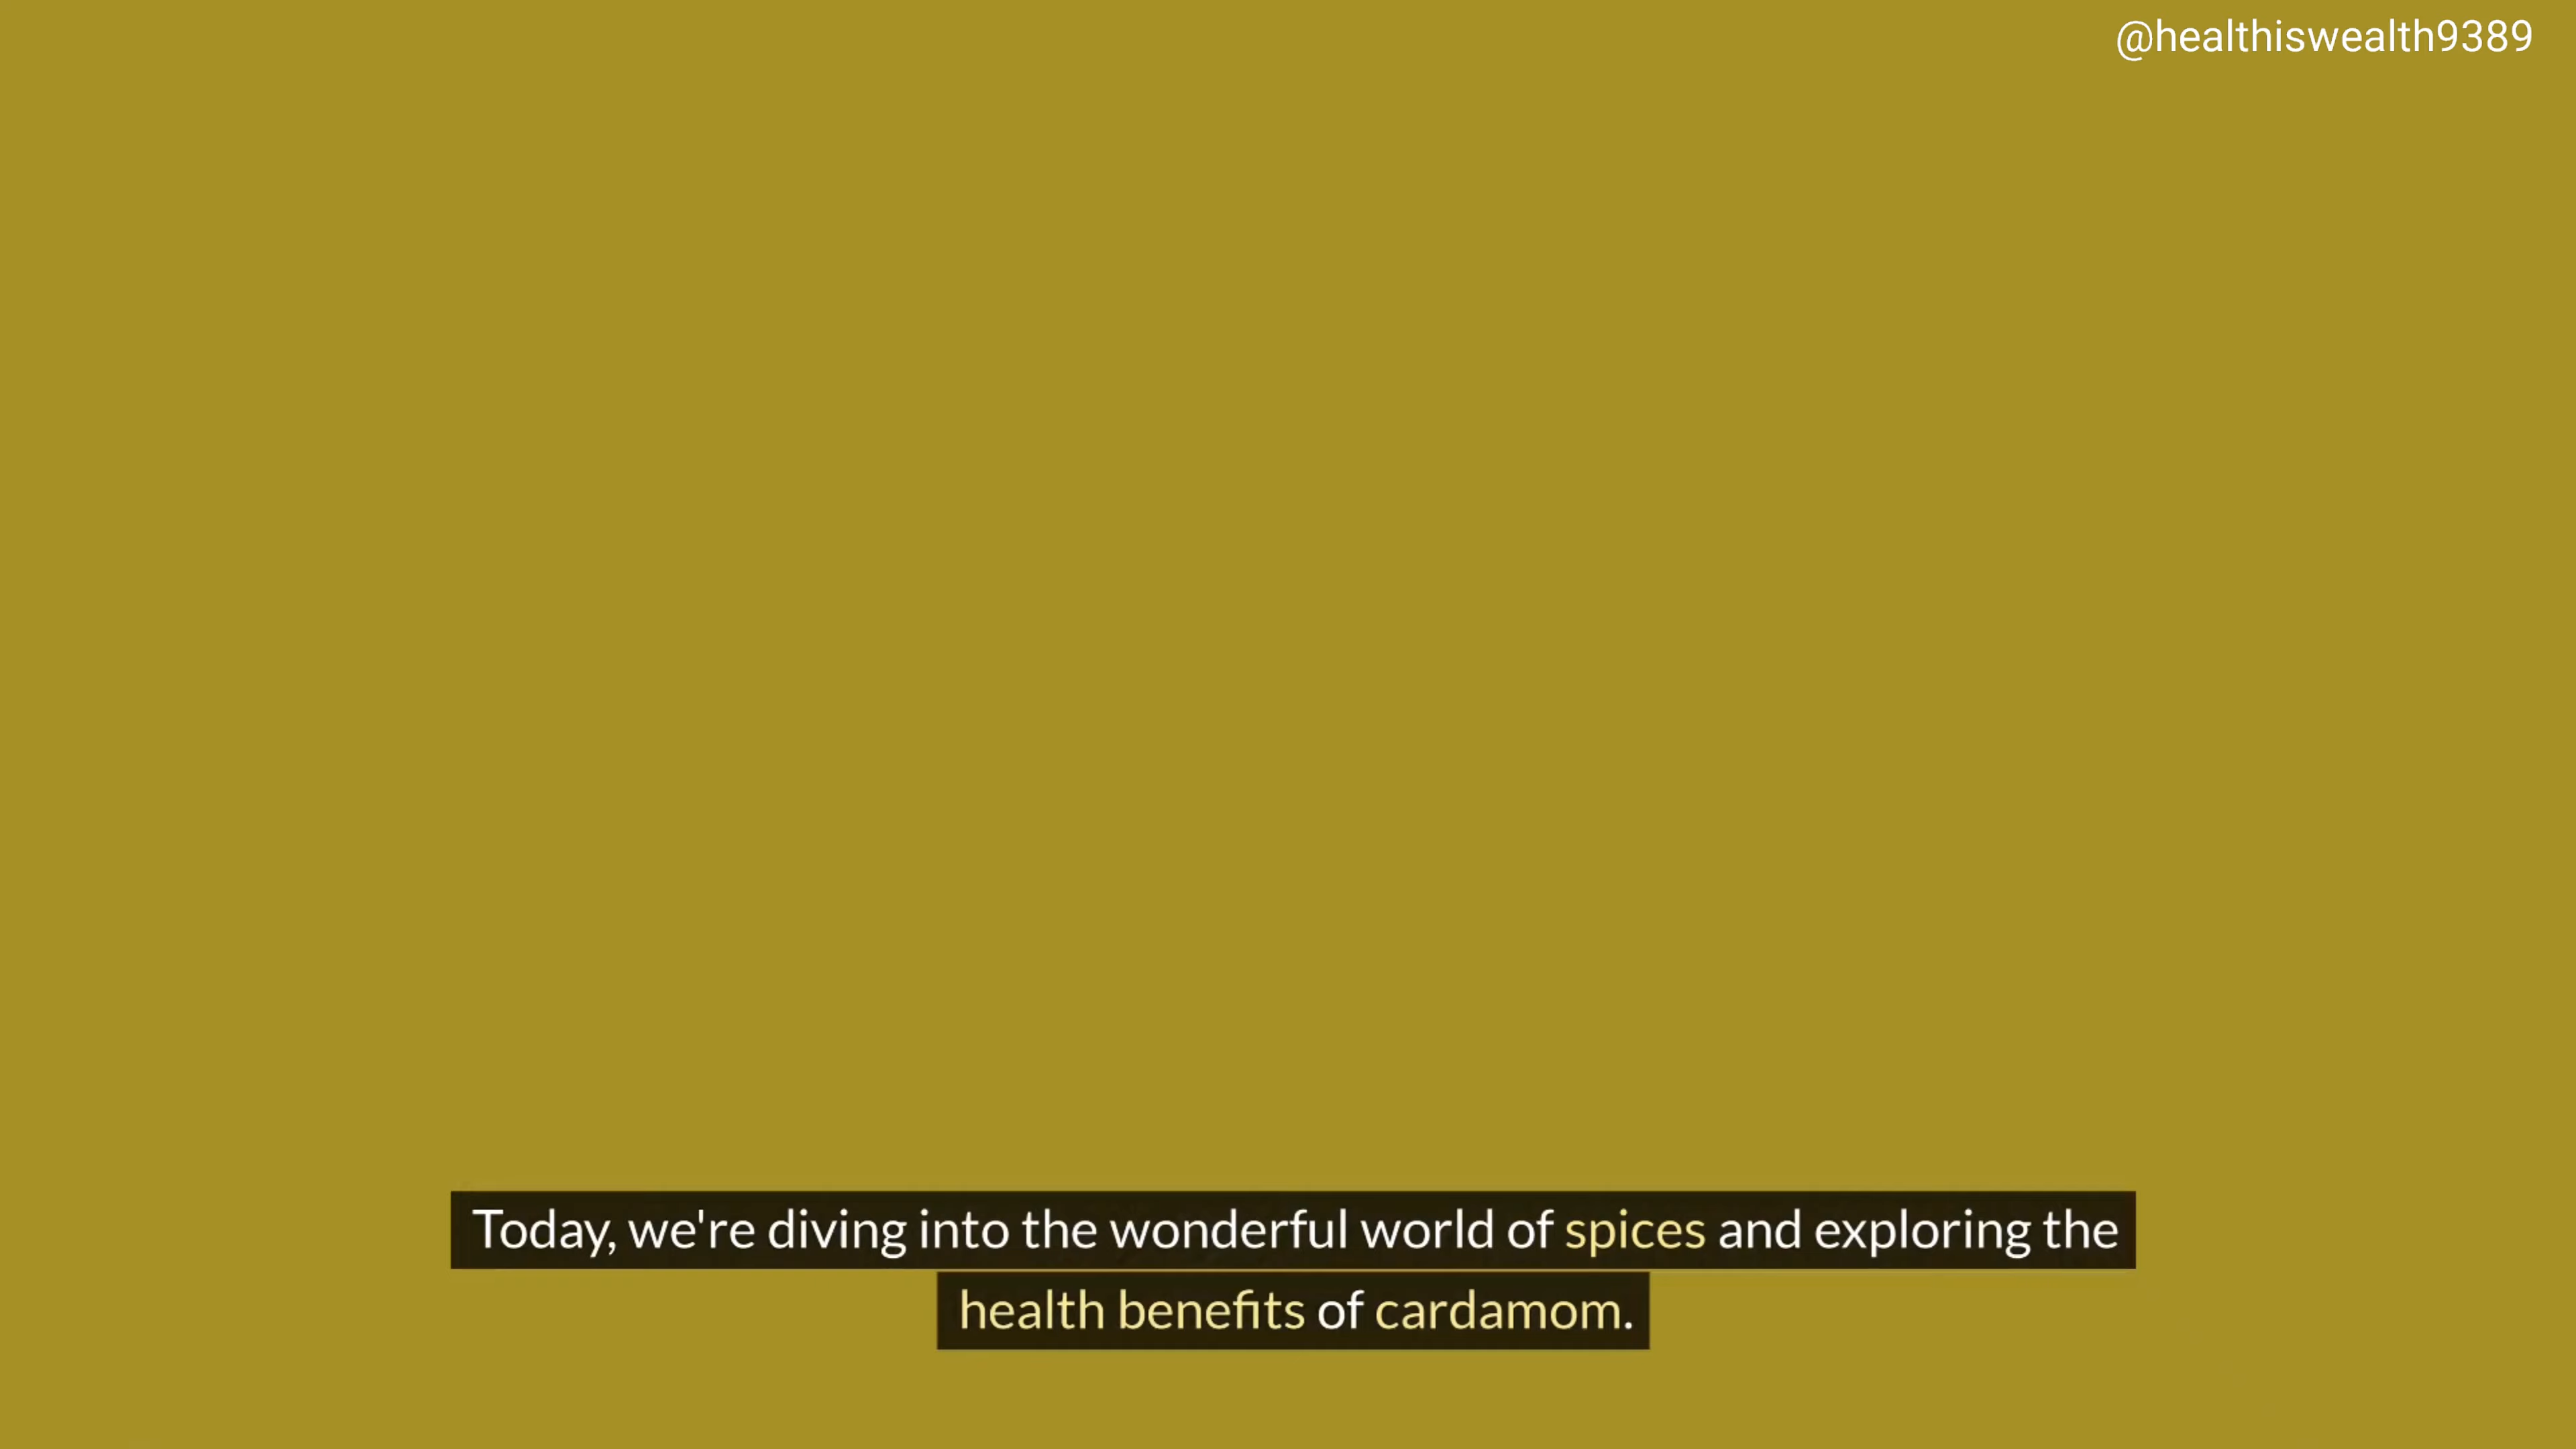 @healthiswealth9389
Today, we're diving into the wonderful world of spices and exploring the
health benefits of cardamom.